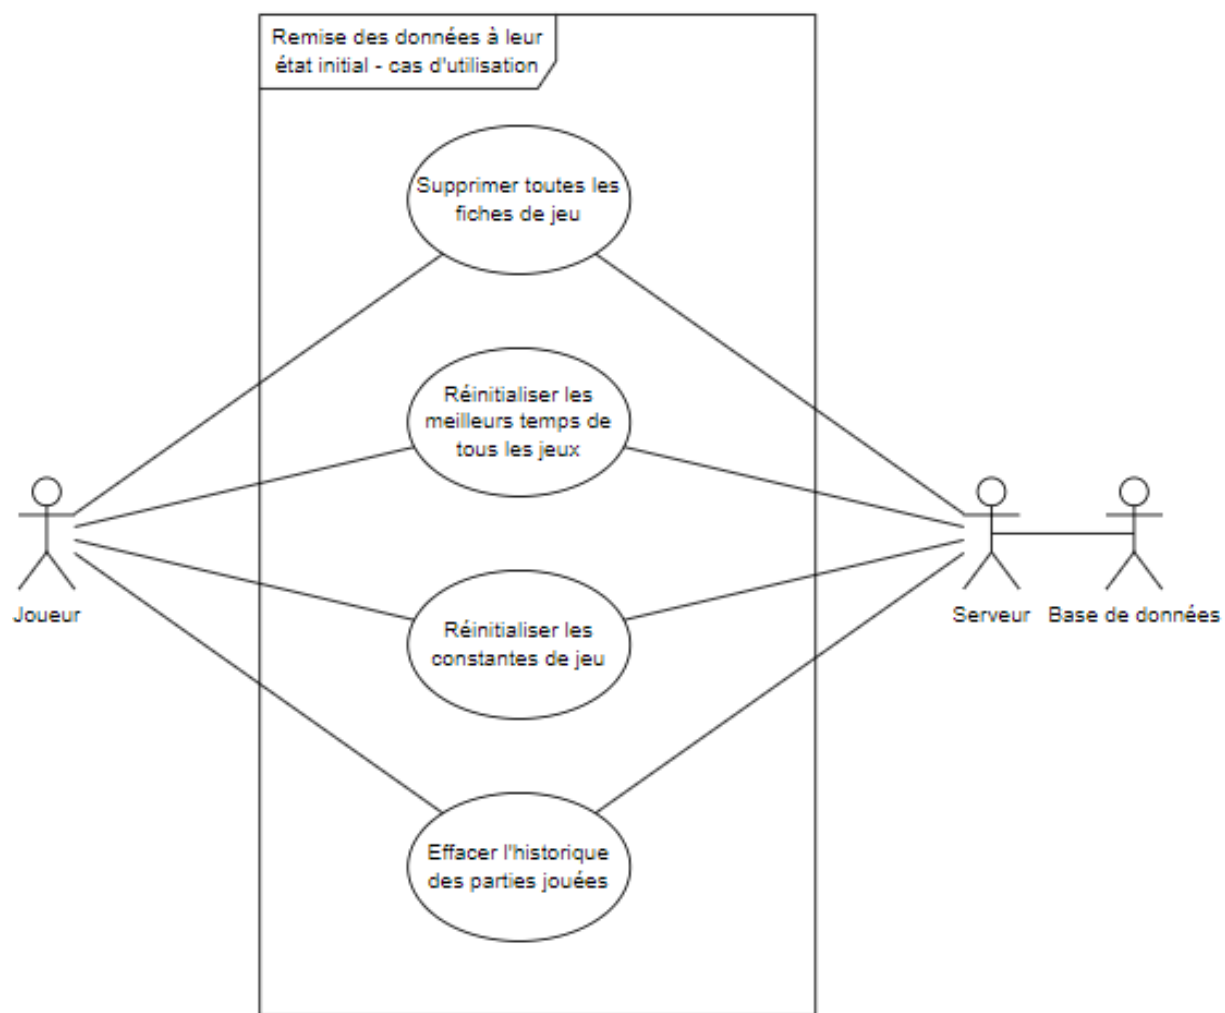 Remise des données à leur
état initial - cas d'utilisation
Supprimer toutes les
fiches de jeu
Réinitialiser les
meilleurs temps de
tous les jeux
Joueur
Serveur
Base de données
Réinitialiser les
constantes de jeu
Effacer l'historique
des parties jouées